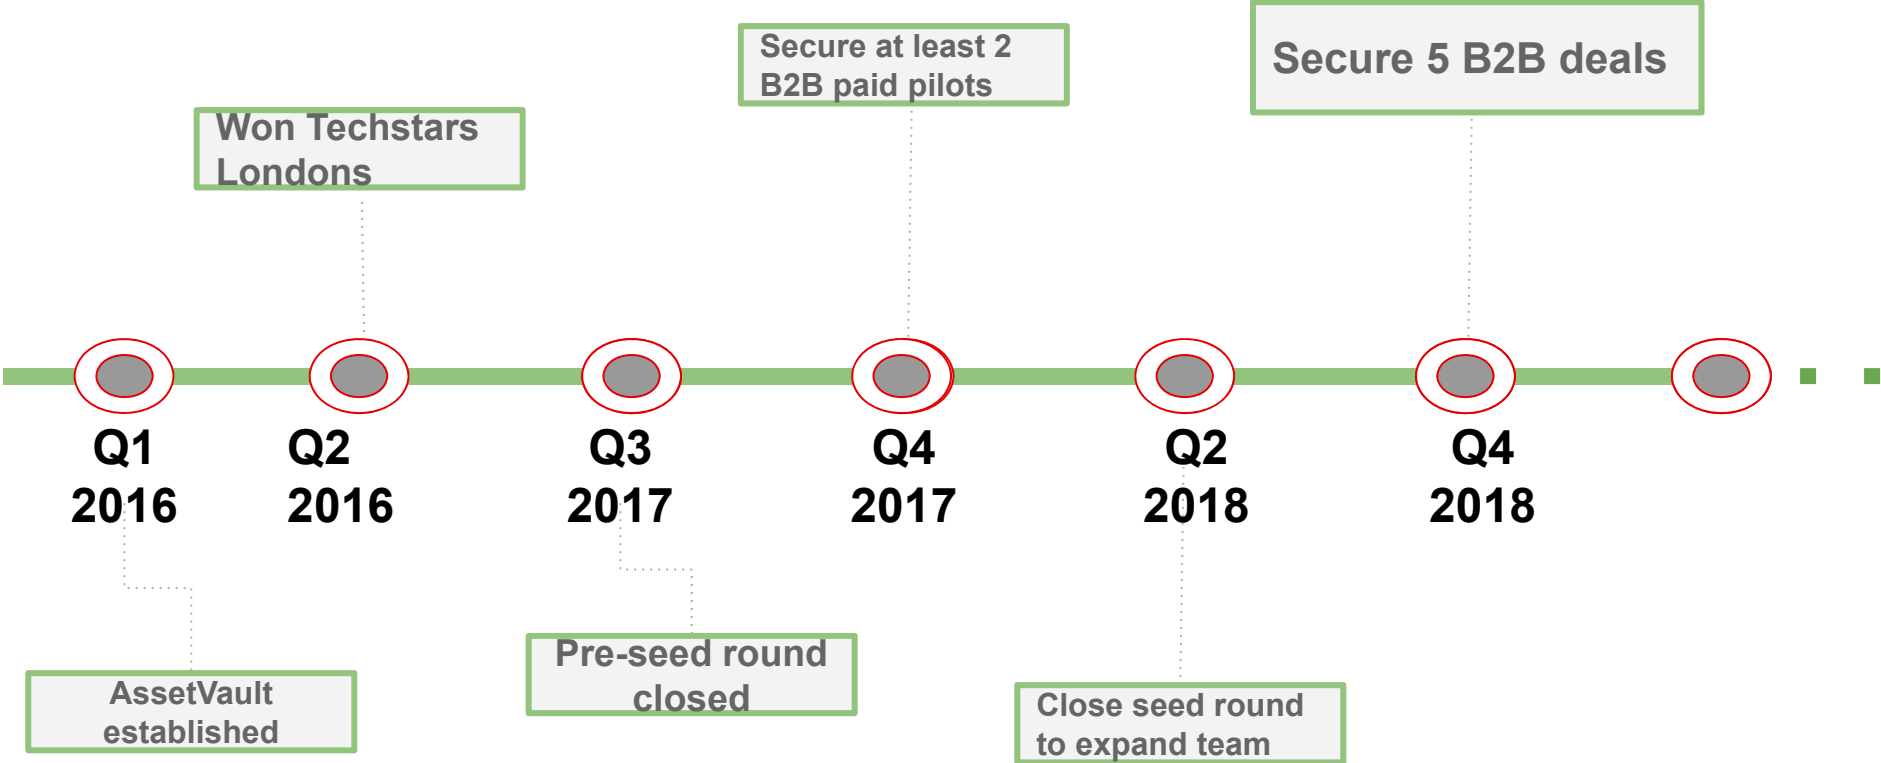 Secure at least 2
B2B paid pilots
Secure 5 B2B deals
Won Techstars
Londons
Q1
2016
Q2
2016
Q3
2017
Q4
2017
Q2
2018
Q4
2018
AssetVault
established
Pre-seed round
closed
Close seed round
to expand team